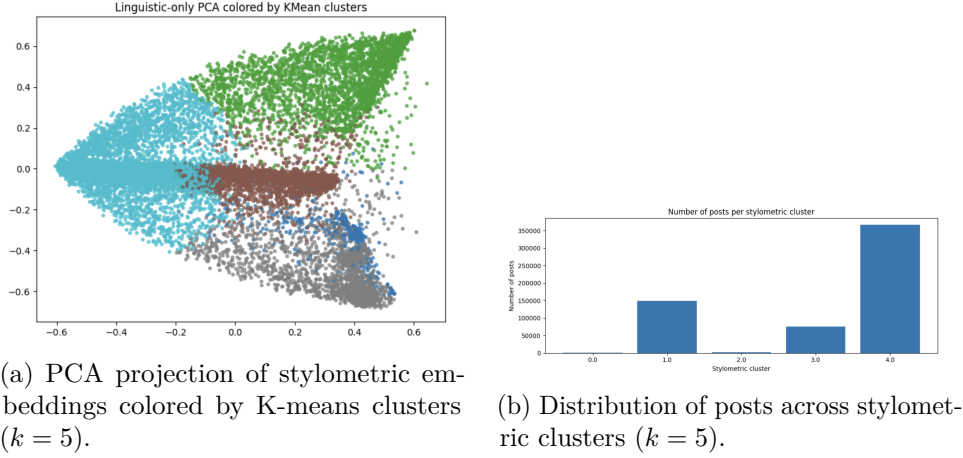 Linguistic-only PCA colored by KMean clusters
0.6
0.4
0.2
0.0
−0.2
−0.4
−0.6
−0.6 −0.4 −0.2 0.0 0.2 0.4 0.6
(a) PCA projection of stylometric em-
beddings colored by K-means clusters
(k = 5).
Number of posts per stylometric cluster
Number of posts
350000
300000
250000
200000
150000
100000
50000
0
0.0 1.0 2.0 3.0 4.0
Stylometric cluster
(b) Distribution of posts across stylomet-
ric clusters (k = 5).